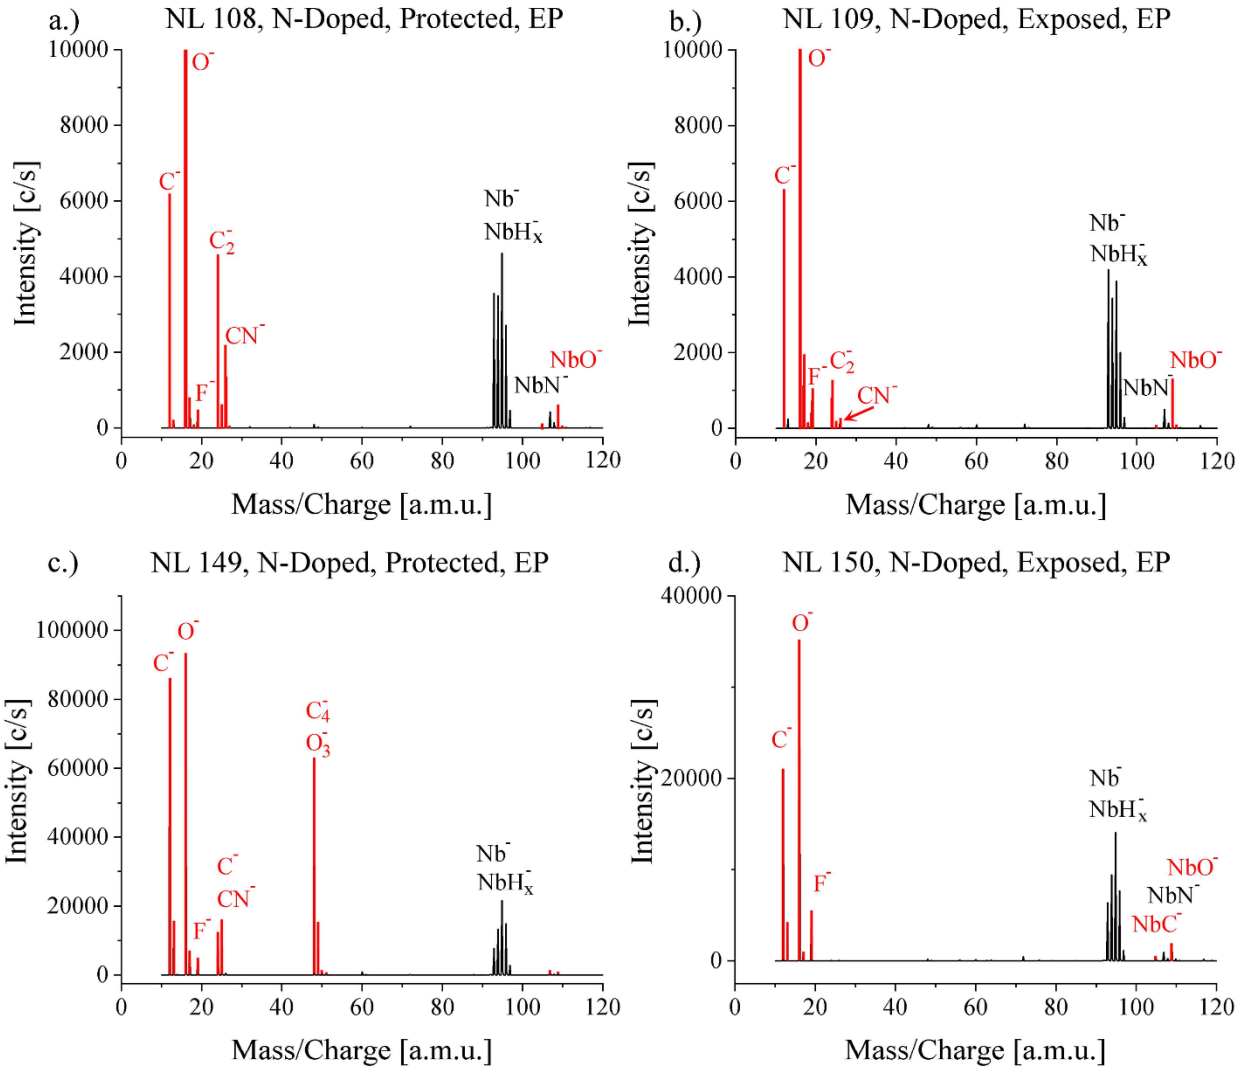 a.) NL 108, N-Doped, Protected, EP
10000
8000
6000
4000
2000
0
Intensity [c/s]
O⁻
C⁻
C₂⁻
CN⁻
F⁻
Nb⁻
NbHₓ⁻
NbN⁻
NbO⁻
0 20 40 60 80 100 120
Mass/Charge [a.m.u.]
b.) NL 109, N-Doped, Exposed, EP
10000
8000
6000
4000
2000
0
Intensity [c/s]
O⁻
C⁻
F⁻
C₂⁻
CN⁻
Nb⁻
NbHₓ⁻
NbN⁻
NbO⁻
0 20 40 60 80 100 120
Mass/Charge [a.m.u.]
c.) NL 149, N-Doped, Protected, EP
100000
80000
60000
40000
20000
0
Intensity [c/s]
O⁻
C⁻
C₄⁻
O₃⁻
C⁻
CN⁻
F⁻
Nb⁻
NbHₓ⁻
0 20 40 60 80 100 120
Mass/Charge [a.m.u.]
d.) NL 150, N-Doped, Exposed, EP
40000
20000
0
Intensity [c/s]
O⁻
C⁻
F⁻
Nb⁻
NbHₓ⁻
NbO⁻
NbN⁻
NbC⁻
0 20 40 60 80 100 120
Mass/Charge [a.m.u.]